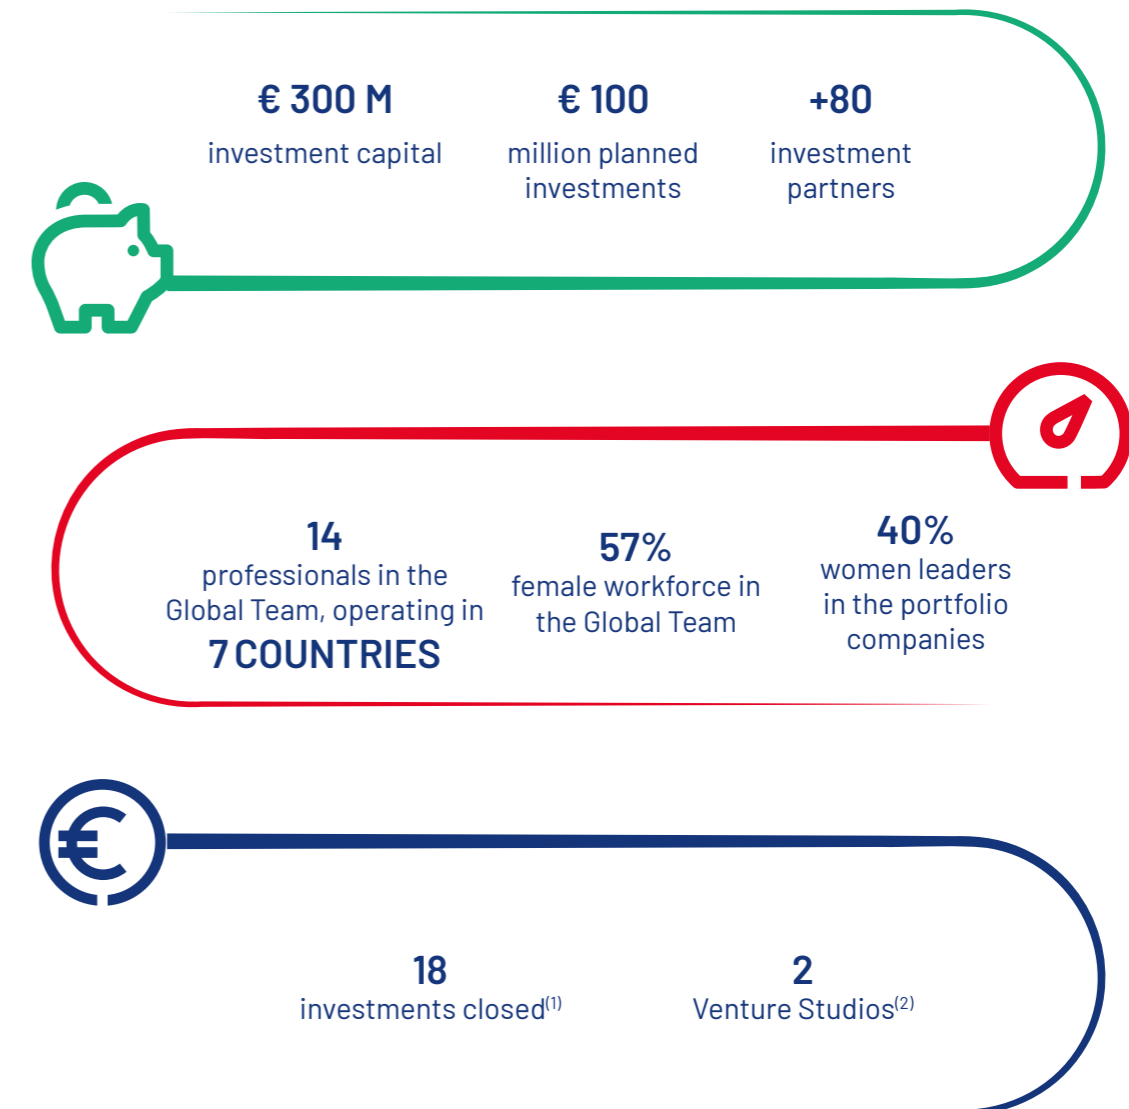 € 300 M
investment capital
€ 100
million planned
investments
+80
investment
partners
14
professionals in the
Global Team, operating in
7 COUNTRIES
57%
female workforce in
the Global Team
40%
women leaders
in the portfolio
companies
€
18
investments closed(1)
2
Venture Studios(2)